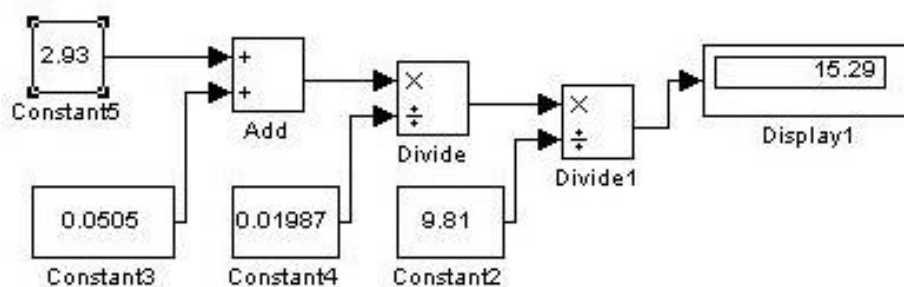 2.93
Constant5
+
+
Add
×
÷
Divide
×
÷
Divide1
15.29
Display1
0.0505
Constant3
0.01987
Constant4
9.81
Constant2